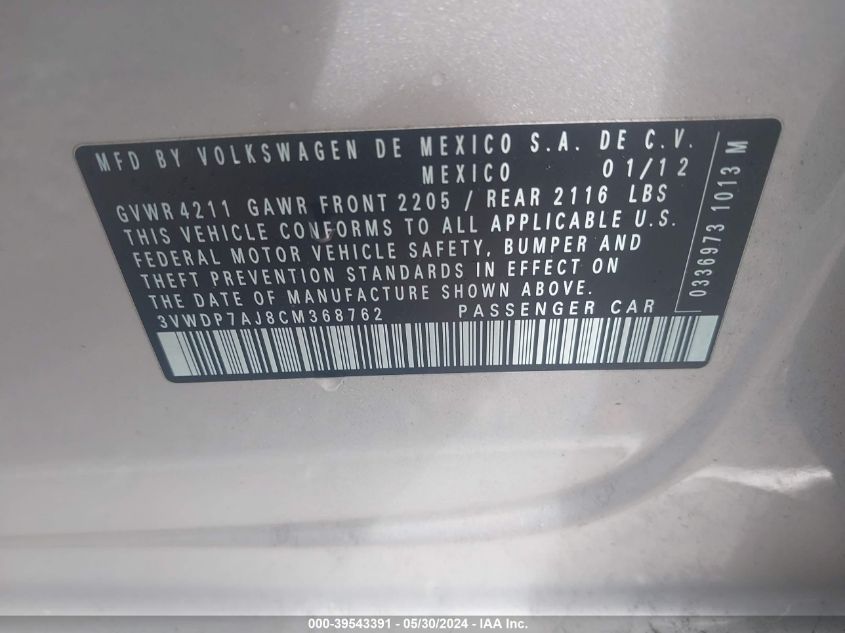 MFD BY VOLKSWAGEN DE MEXICO S.A. DE C.V.
MEXICO 01/12
GVWR 4211 GAWR FRONT 2205 / REAR 2116 LBS
THIS VEHICLE CONFORMS TO ALL APPLICABLE U.S.
FEDERAL MOTOR VEHICLE SAFETY, BUMPER AND
THEFT PREVENTION STANDARDS IN EFFECT ON
THE DATE OF MANUFACTURE SHOWN ABOVE.
3VWDP7AJ8CM368762 PASSENGER CAR
0336973 1013 M
000-39543391 - 05/30/2024 - IAA Inc.